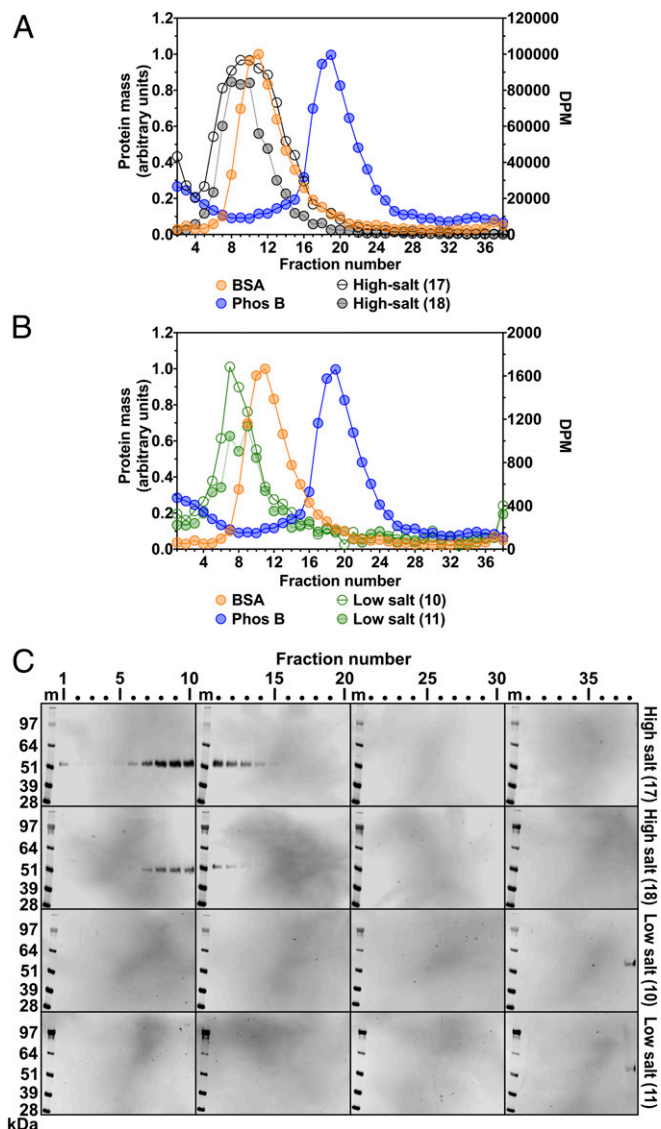 A
1.2
1.0
0.8
0.6
0.4
0.2
0.0
Protein mass
(arbitrary units)
120000
100000
80000
60000
40000
20000
0
DPM
4 8 12 16 20 24 28 32 36
Fraction number
BSA High-salt (17)
Phos B High-salt (18)
B
1.2
1.0
0.8
0.6
0.4
0.2
0.0
Protein mass
(arbitrary units)
2000
1600
1200
800
400
0
DPM
4 8 12 16 20 24 28 32 36
Fraction number
BSA Low salt (10)
Phos B Low salt (11)
C
Fraction number
m 1 • • • 5 • • • • 10 m • • • 15 • • • • 20 m • • • 25 • • • • 30 m • • • • 35 • • •
97
64
51
39
28
High salt (17)
97
64
51
39
28
High salt (18)
97
64
51
39
28
Low salt (10)
97
64
51
39
28
Low salt (11)
kDa